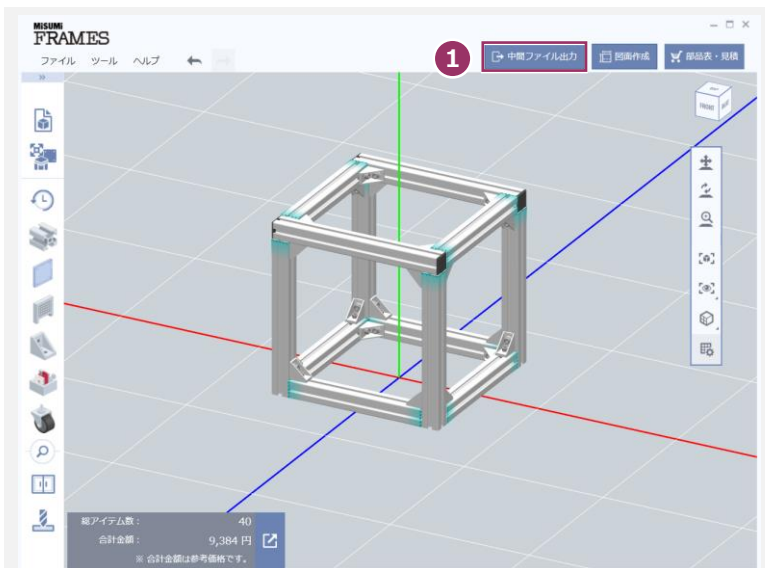 MiSUMi
FRAMES
ファイル ツール ヘルプ
1
中間ファイル出力
図面作成
部品表・見積
FRONT
総アイテム数： 40
合計金額： 9,384 円
※ 合計金額は参考価格です。